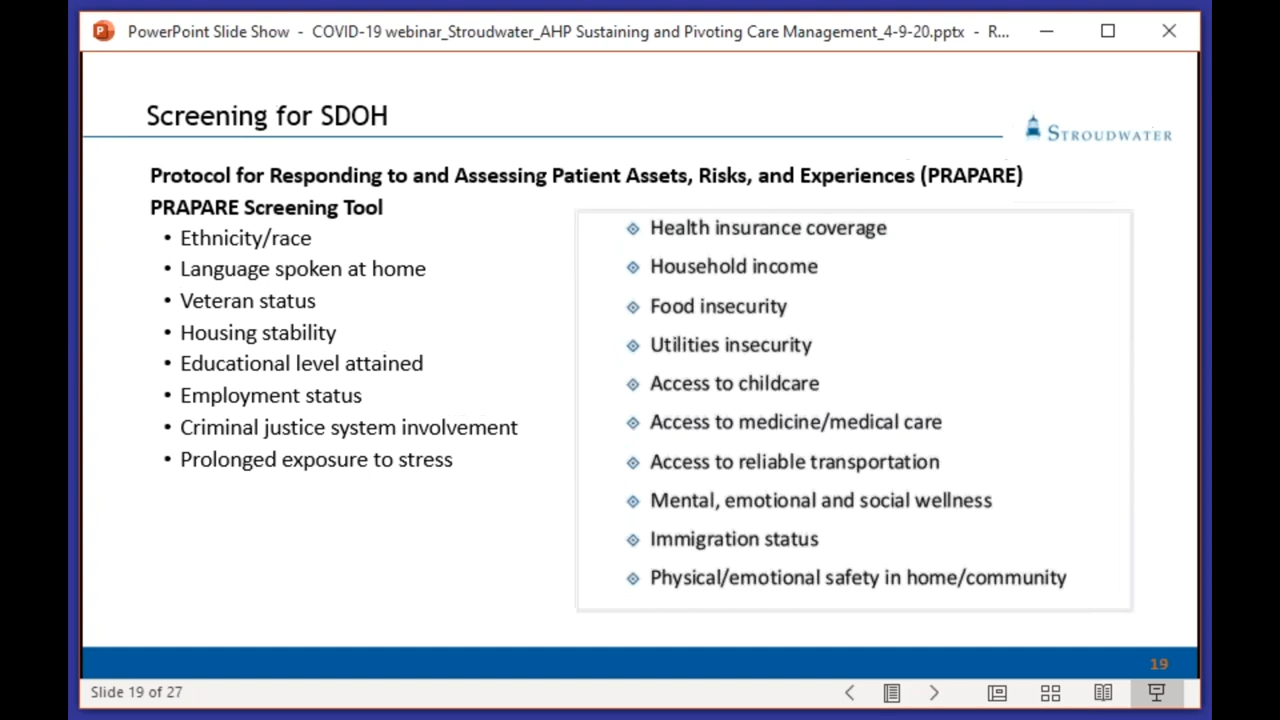 PowerPoint Slide Show - COVID-19 webinar_Stroudwater_AHP Sustaining and Pivoting Care Management_4-9-20.pptx - R...
Screening for SDOH
STROUDWATER
Protocol for Responding to and Assessing Patient Assets, Risks, and Experiences (PRAPARE)
PRAPARE Screening Tool
• Ethnicity/race
• Language spoken at home
• Veteran status
• Housing stability
• Educational level attained
• Employment status
• Criminal justice system involvement
• Prolonged exposure to stress
Health insurance coverage
Household income
Food insecurity
Utilities insecurity
Access to childcare
Access to medicine/medical care
Access to reliable transportation
Mental, emotional and social wellness
Immigration status
Physical/emotional safety in home/community
19
Slide 19 of 27